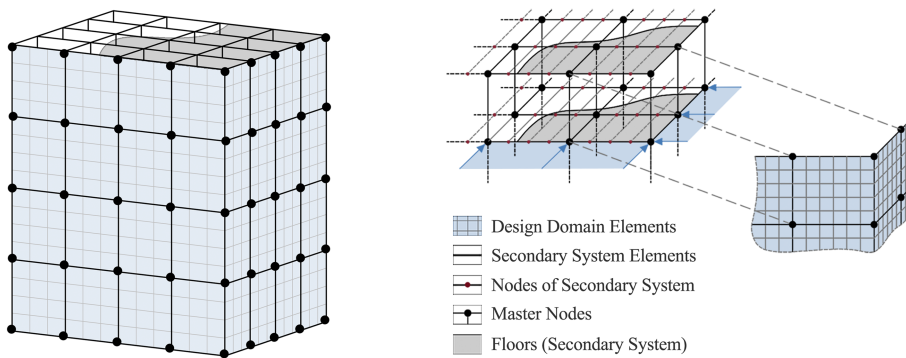 Design Domain Elements
Secondary System Elements
Nodes of Secondary System
Master Nodes
Floors (Secondary System)